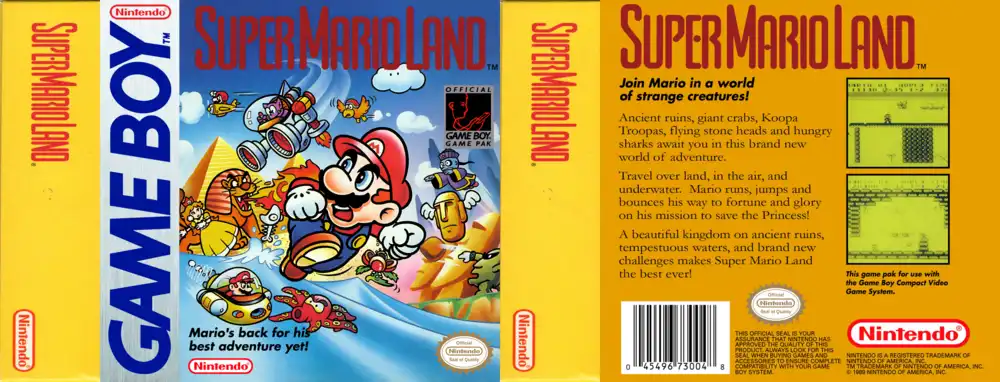 SUPER MARIO LAND
®
Nintendo®
Nintendo®
GAME BOY™
SUPER MARIO LAND™
OFFICIAL
GAME BOY
GAME PAK
Mario's back for his
best adventure yet!
Nintendo®
Official
Nintendo
Seal of Quality
SUPER MARIO LAND
®
Nintendo®
SUPER MARIO LAND™
Join Mario in a world
of strange creatures!
Ancient ruins, giant crabs, Koopa
Troopas, flying stone heads and hungry
sharks await you in this brand new
world of adventure.
Travel over land, in the air, and
underwater. Mario runs, jumps and
bounces his way to fortune and glory
on his mission to save the Princess!
A beautiful kingdom on ancient ruins,
tempestuous waters, and brand new
challenges makes Super Mario Land
the best ever!
This game pak for use with
the Game Boy Compact Video
Game System.
0 45496 73004 8
Official
Nintendo
Seal of Quality
THIS OFFICIAL SEAL IS YOUR
ASSURANCE THAT NINTENDO HAS
APPROVED THE QUALITY OF THIS
PRODUCT. ALWAYS LOOK FOR THIS
SEAL WHEN BUYING GAMES AND
ACCESSORIES TO ENSURE COMPLETE
COMPATIBILITY WITH YOUR GAME
BOY SYSTEM.
Nintendo®
NINTENDO IS A REGISTERED TRADEMARK OF
NINTENDO OF AMERICA, INC.
TM TRADEMARK OF NINTENDO OF AMERICA, INC.
© 1989 NINTENDO OF AMERICA, INC.